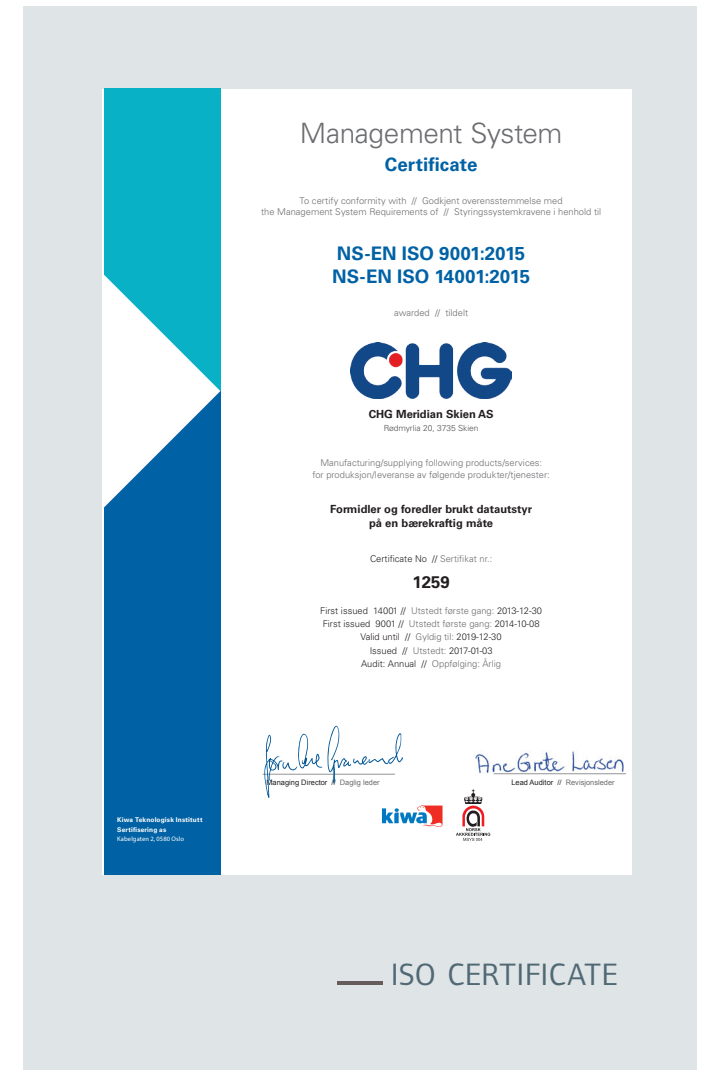 Management System
Certificate
To certify conformity with // Godkjent overensstemmelse med
the Management System Requirements of // Styringssystemkravene i henhold til
NS-EN ISO 9001:2015
NS-EN ISO 14001:2015
awarded // tildelt
CHG
CHG Meridian Skien AS
Rødmyrlia 20, 3735 Skien
Manufacturing/supplying following products/services:
for produksjon/leveranse av følgende produkter/tjenester:
Formidler og foredler brukt datautstyr
på en bærekraftig måte
Certificate No // Sertifikat nr.:
1259
First issued 14001 // Utstedt første gang: 2013-12-30
First issued 9001 // Utstedt første gang: 2014-10-08
Valid until // Gyldig til: 2019-12-30
Issued // Utstedt: 2017-01-03
Audit: Annual // Oppfølging: Årlig
Ane Grete Larsen
Managing Director // Daglig leder
Lead Auditor // Revisjonsleder
kiwa
NORSK
AKKREDITERING
MSYS 004
Kiwa Teknologisk Institutt
Sertifisering as
Kabelgaten 2, 0580 Oslo
ISO CERTIFICATE